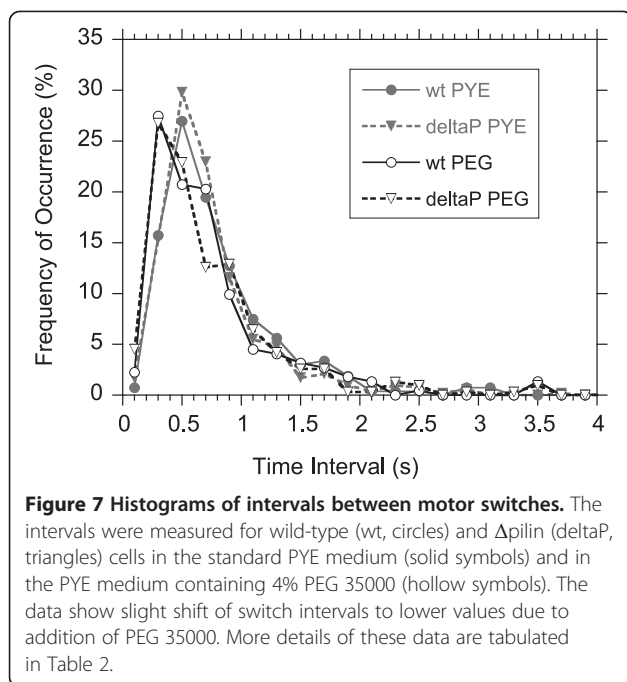 35
30
25
20
15
10
5
0
Frequency of Occurrence (%)
wt PYE
deltaP PYE
wt PEG
deltaP PEG
0 0.5 1 1.5 2 2.5 3 3.5 4
Time Interval (s)
Figure 7 Histograms of intervals between motor switches. The
intervals were measured for wild-type (wt, circles) and Δpilin (deltaP,
triangles) cells in the standard PYE medium (solid symbols) and in
the PYE medium containing 4% PEG 35000 (hollow symbols). The
data show slight shift of switch intervals to lower values due to
addition of PEG 35000. More details of these data are tabulated
in Table 2.